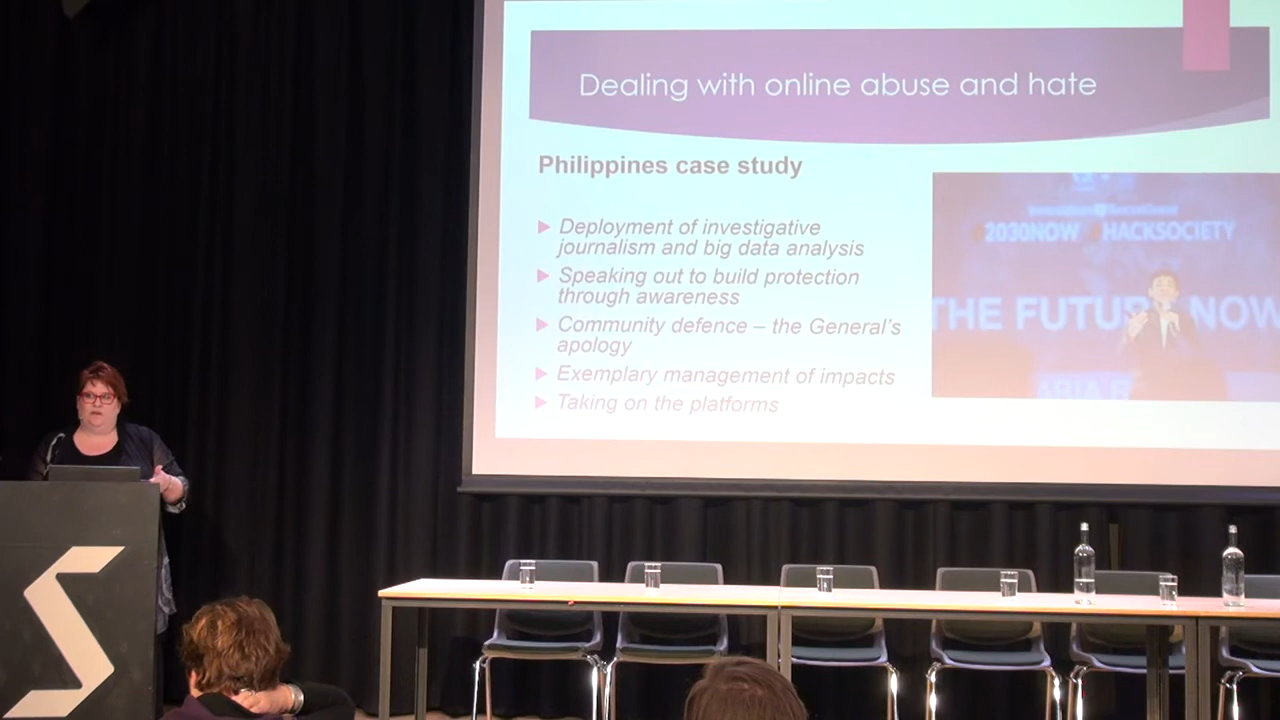 Dealing with online abuse and hate
Philippines case study
Deployment of investigative
journalism and big data analysis
Speaking out to build protection
through awareness
Community defence – the General's
apology
Exemplary management of impacts
Taking on the platforms
#2030NOW #HACKSOCIETY
THE FUTURE NOW
S